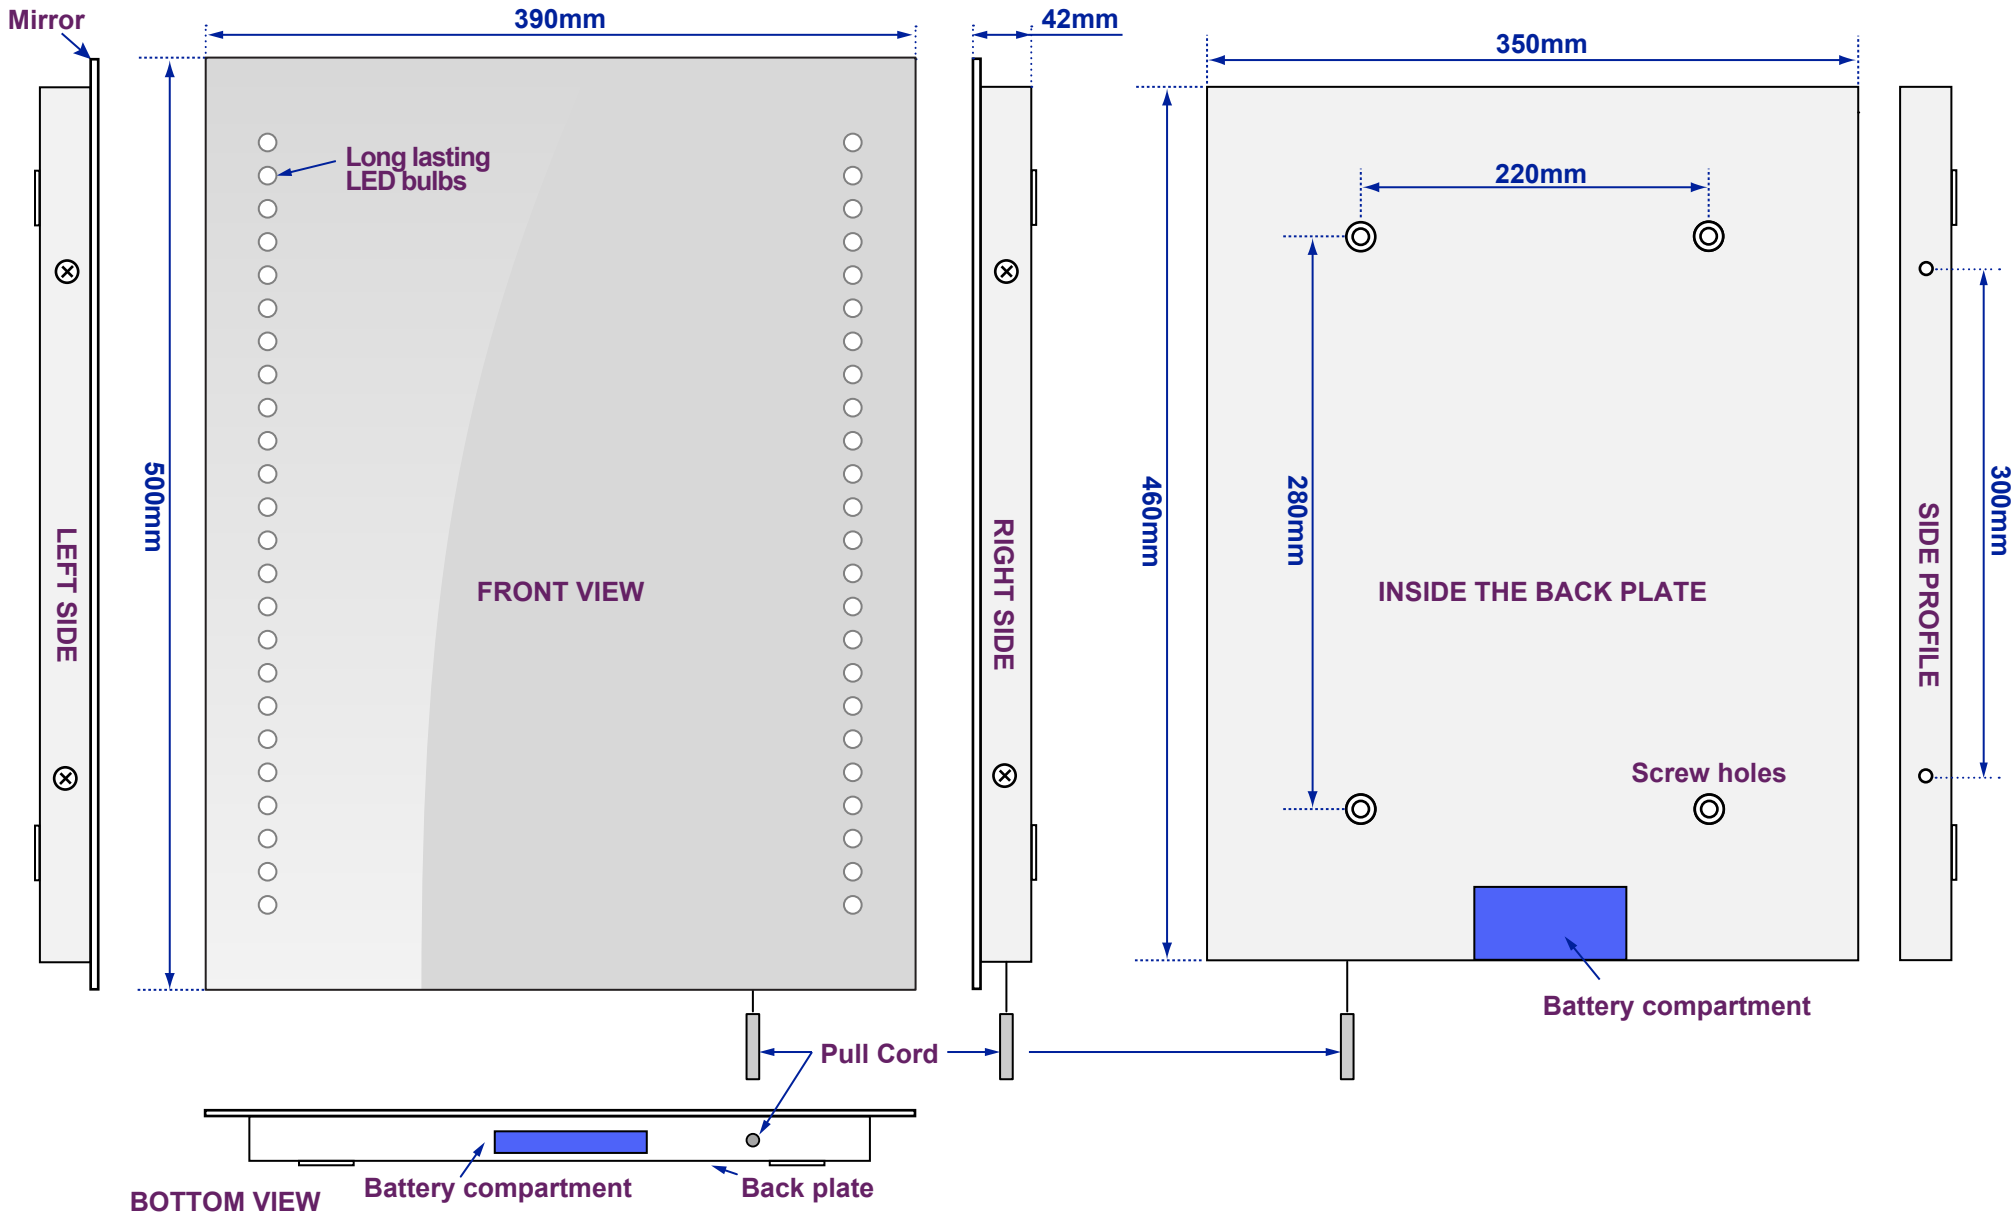 Mirror
390mm
42mm
350mm
Long lasting
LED bulbs
220mm
500mm
460mm
280mm
300mm
LEFT SIDE
FRONT VIEW
RIGHT SIDE
INSIDE THE BACK PLATE
SIDE PROFILE
Screw holes
Battery compartment
Pull Cord
Battery compartment
Back plate
BOTTOM VIEW